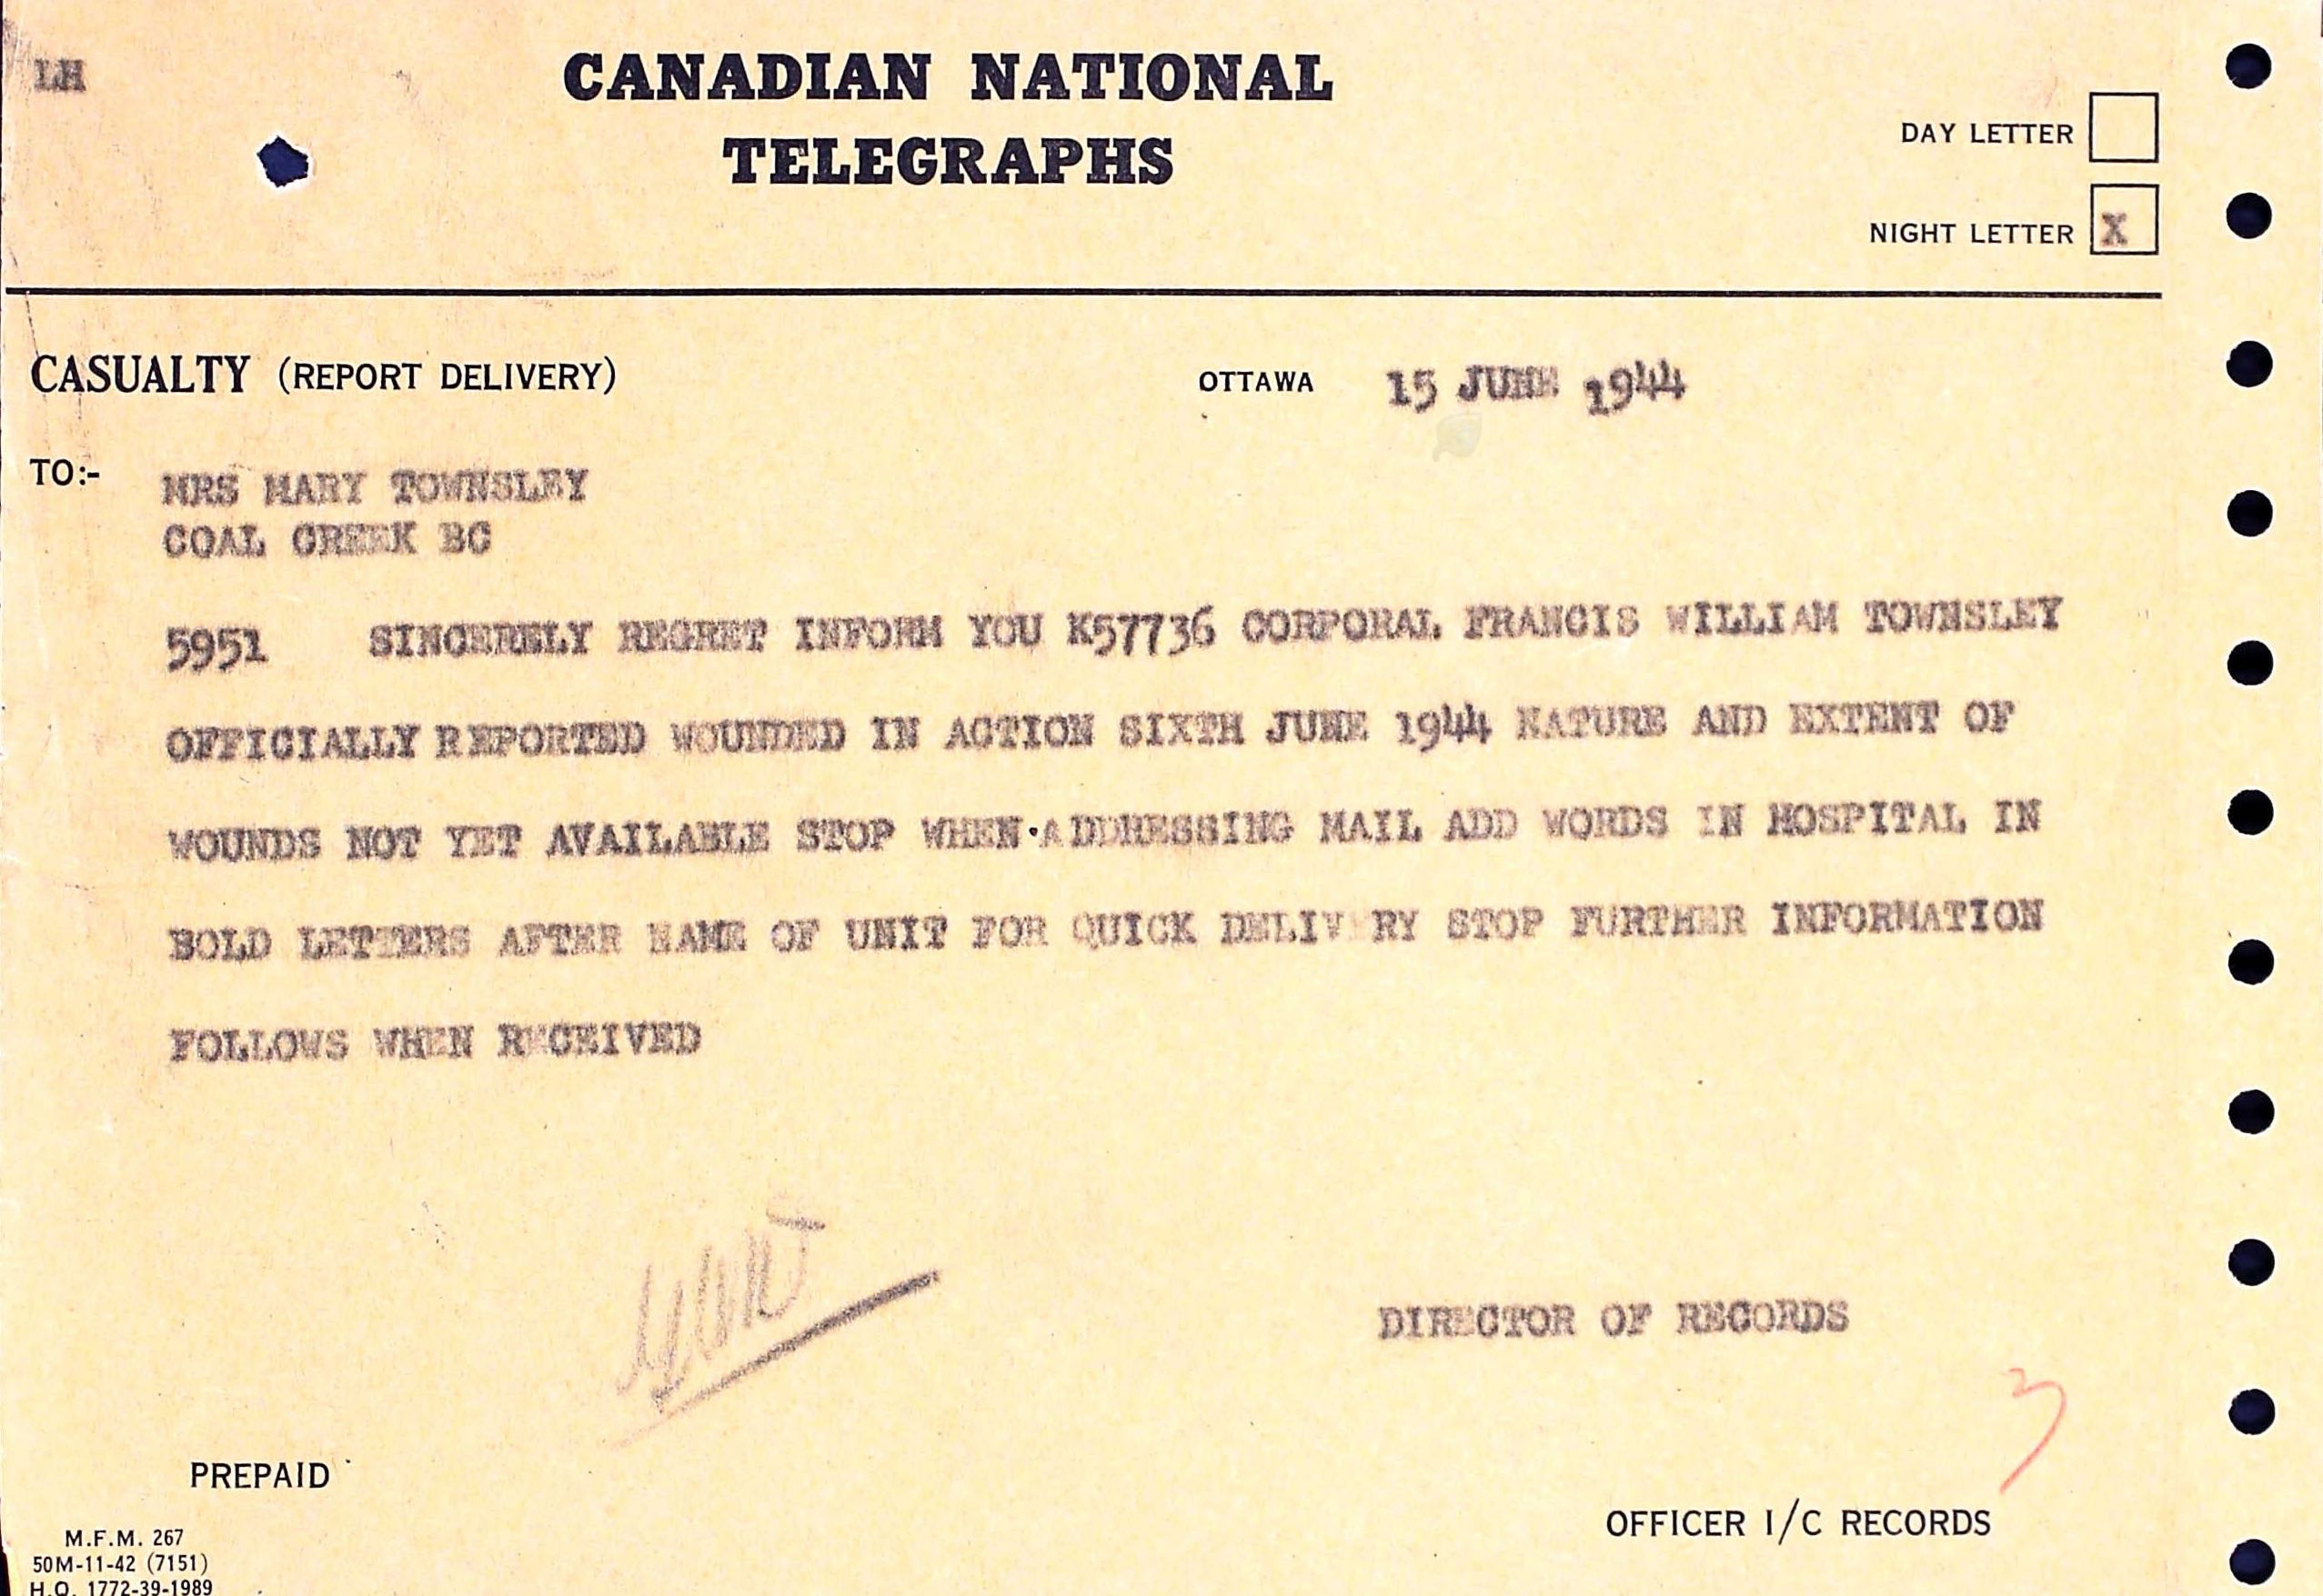 LH
CANADIAN NATIONAL
TELEGRAPHS
DAY LETTER
NIGHT LETTER X
CASUALTY (REPORT DELIVERY) OTTAWA 15 JUNE 1944
TO:- MRS MARY TOWNSLEY
COAL CREEK BC
5951 SINCERELY REGRET INFORM YOU K57736 CORPORAL FRANCIS WILLIAM TOWNSLEY
OFFICIALLY REPORTED WOUNDED IN ACTION SIXTH JUNE 1944 NATURE AND EXTENT OF
WOUNDS NOT YET AVAILABLE STOP WHEN ADDRESSING MAIL ADD WORDS IN HOSPITAL IN
BOLD LETTERS AFTER NAME OF UNIT FOR QUICK DELIV RY STOP FURTHER INFORMATION
FOLLOWS WHEN RECEIVED
DIRECTOR OF RECORDS
3
PREPAID
OFFICER I/C RECORDS
M.F.M. 267
50M-11-42 (7151)
H.Q. 1772-39-1989